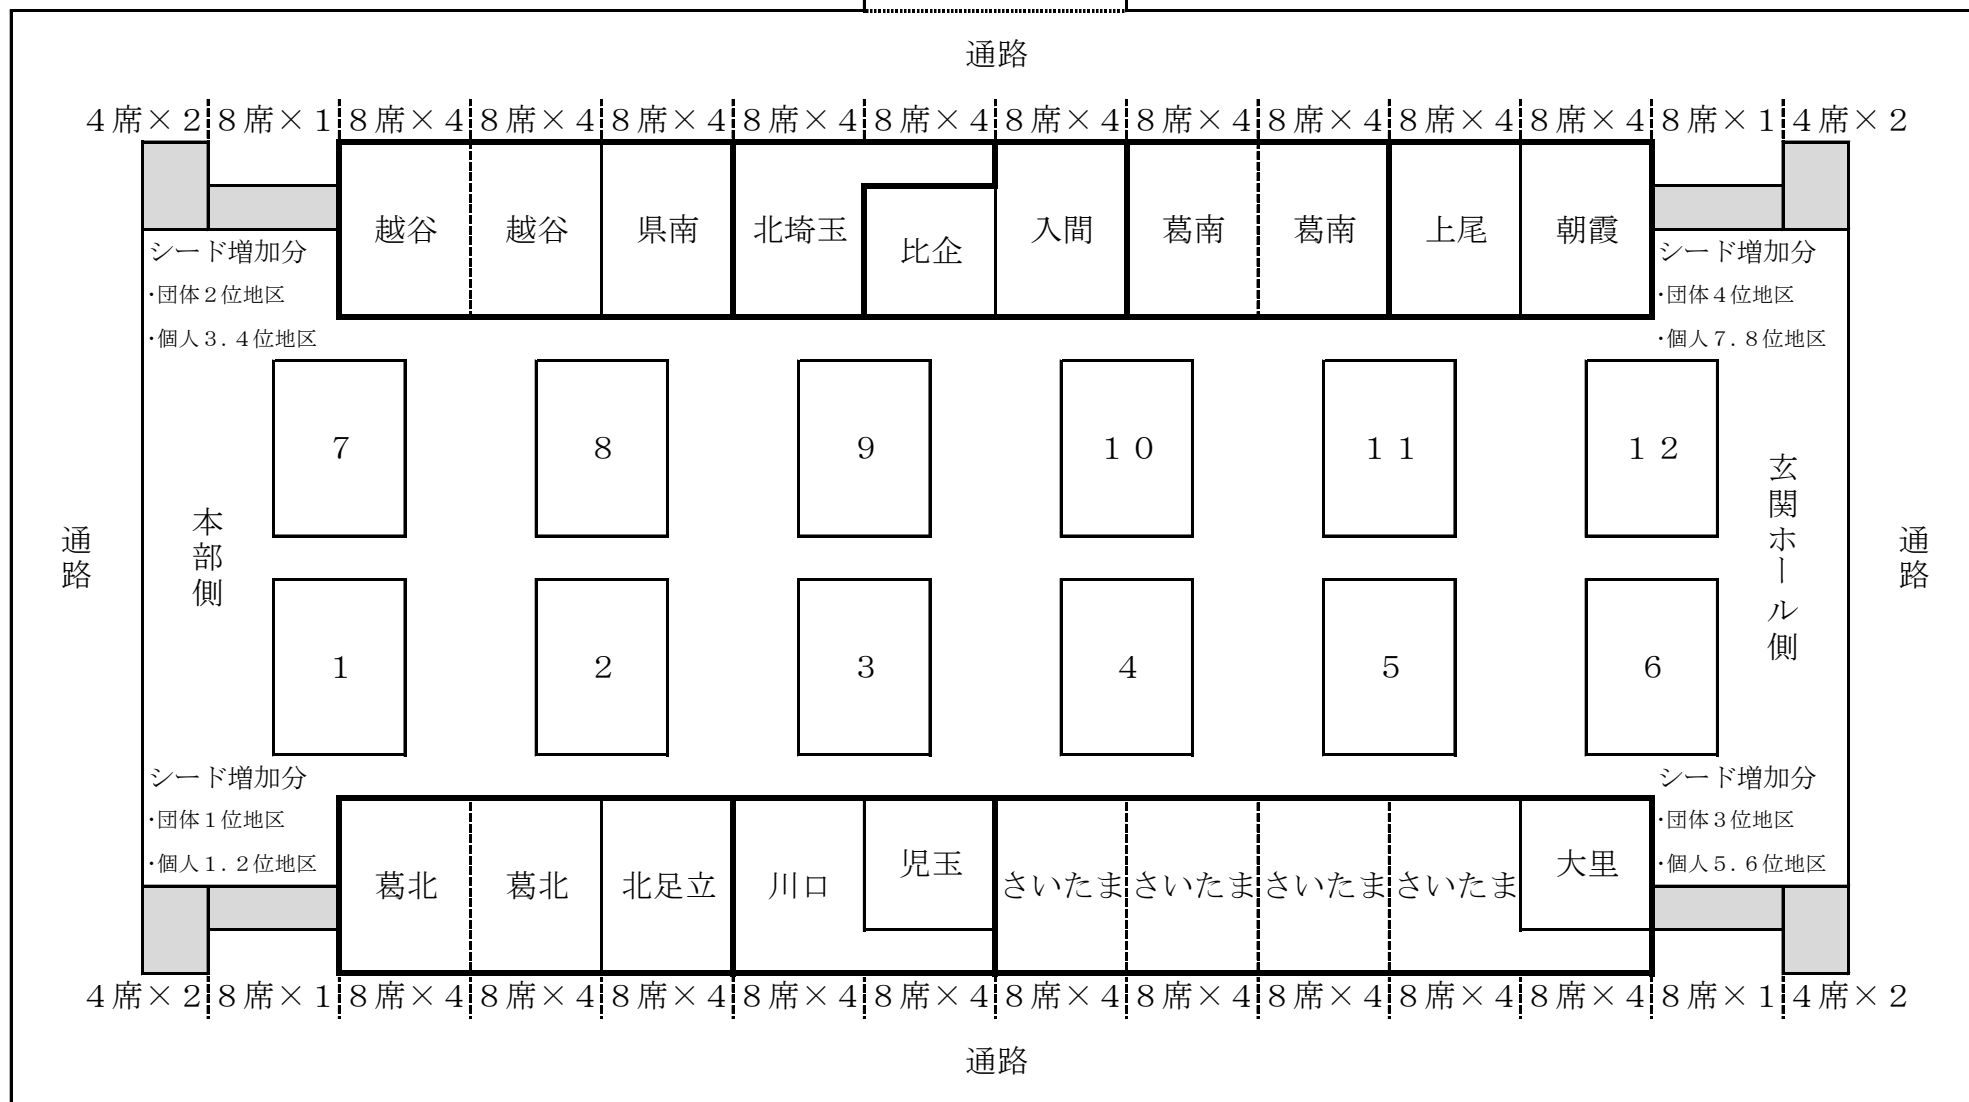 通路
４席×２ ８席×１ ８席×４ ８席×４ ８席×４ ８席×４ ８席×４ ８席×４ ８席×４ ８席×４ ８席×４ ８席×４ ８席×１ ４席×２
越谷 越谷 県南 北埼玉 比企 入間 葛南 葛南 上尾 朝霞
シード増加分
・団体２位地区
・個人３．４位地区
シード増加分
・団体４位地区
・個人７．８位地区
７ ８ ９ １０ １１ １２
通路
本部側
玄関ホール側
通路
１ ２ ３ ４ ５ ６
シード増加分
・団体１位地区
・個人１．２位地区
シード増加分
・団体３位地区
・個人５．６位地区
葛北 葛北 北足立 川口 児玉 さいたま さいたま さいたま さいたま 大里
４席×２ ８席×１ ８席×４ ８席×４ ８席×４ ８席×４ ８席×４ ８席×４ ８席×４ ８席×４ ８席×４ ８席×４ ８席×１ ４席×２
通路